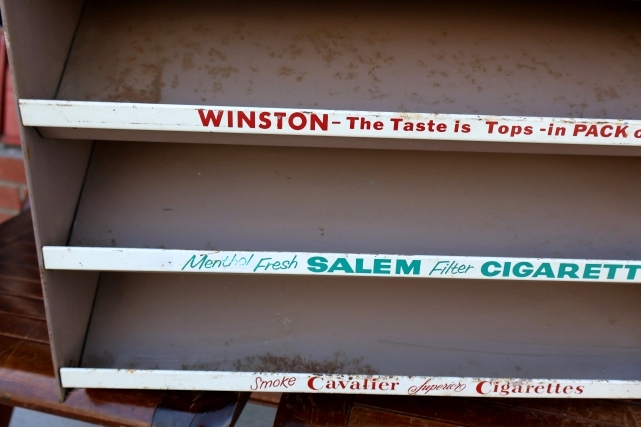 WINSTON - The Taste is Tops - in PACK
Menthol Fresh SALEM Filter CIGARETT
Smoke Cavalier Superior Cigarettes